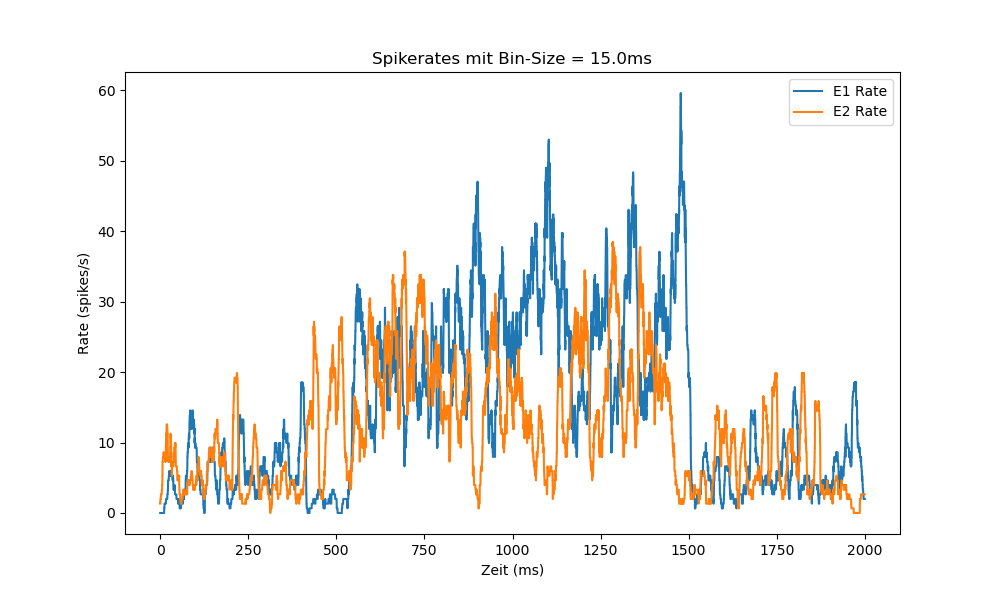 Spikerates mit Bin-Size = 15.0ms
E1 Rate
E2 Rate
60
50
40
30
20
10
0
Rate (spikes/s)
0 250 500 750 1000 1250 1500 1750 2000
Zeit (ms)